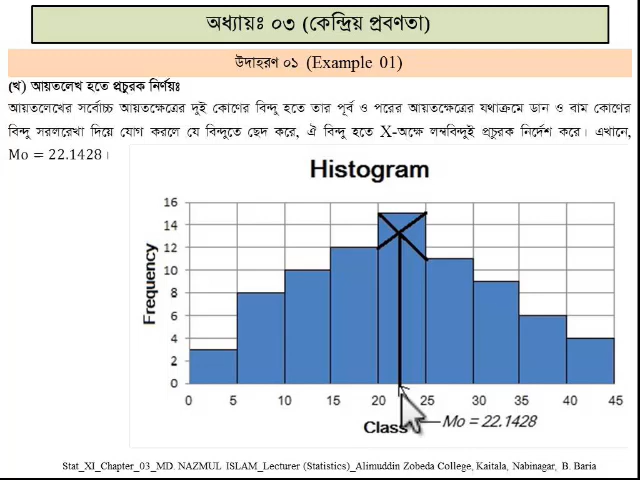 অধ্যায়ঃ ০৩ (কেন্দ্রিয় প্রবণতা)
উদাহরণ ০১ (Example 01)
(খ) আয়তলেখ হতে প্রচুরক নির্ণয়ঃ
আয়তলেখের সর্বোচ্চ আয়তক্ষেত্রের দুই কোণের বিন্দু হতে তার পূর্ব ও পরের আয়তক্ষেত্রের যথাক্রমে ডান ও বাম কোণের
বিন্দু সরলরেখা দিয়ে যোগ করলে যে বিন্দুতে ছেদ করে, ঐ বিন্দু হতে X-অক্ষে লম্ববিন্দুই প্রচুরক নির্দেশ করে। এখানে,
Mo = 22.1428।
Histogram
Frequency
16
14
12
10
8
6
4
2
0
0 5 10 15 20 25 30 35 40 45
Class
Mo = 22.1428
Stat_XI_Chapter_03_MD. NAZMUL ISLAM_Lecturer (Statistics)_Alimuddin Zobeda College, Kaitala, Nabinagar, B. Baria